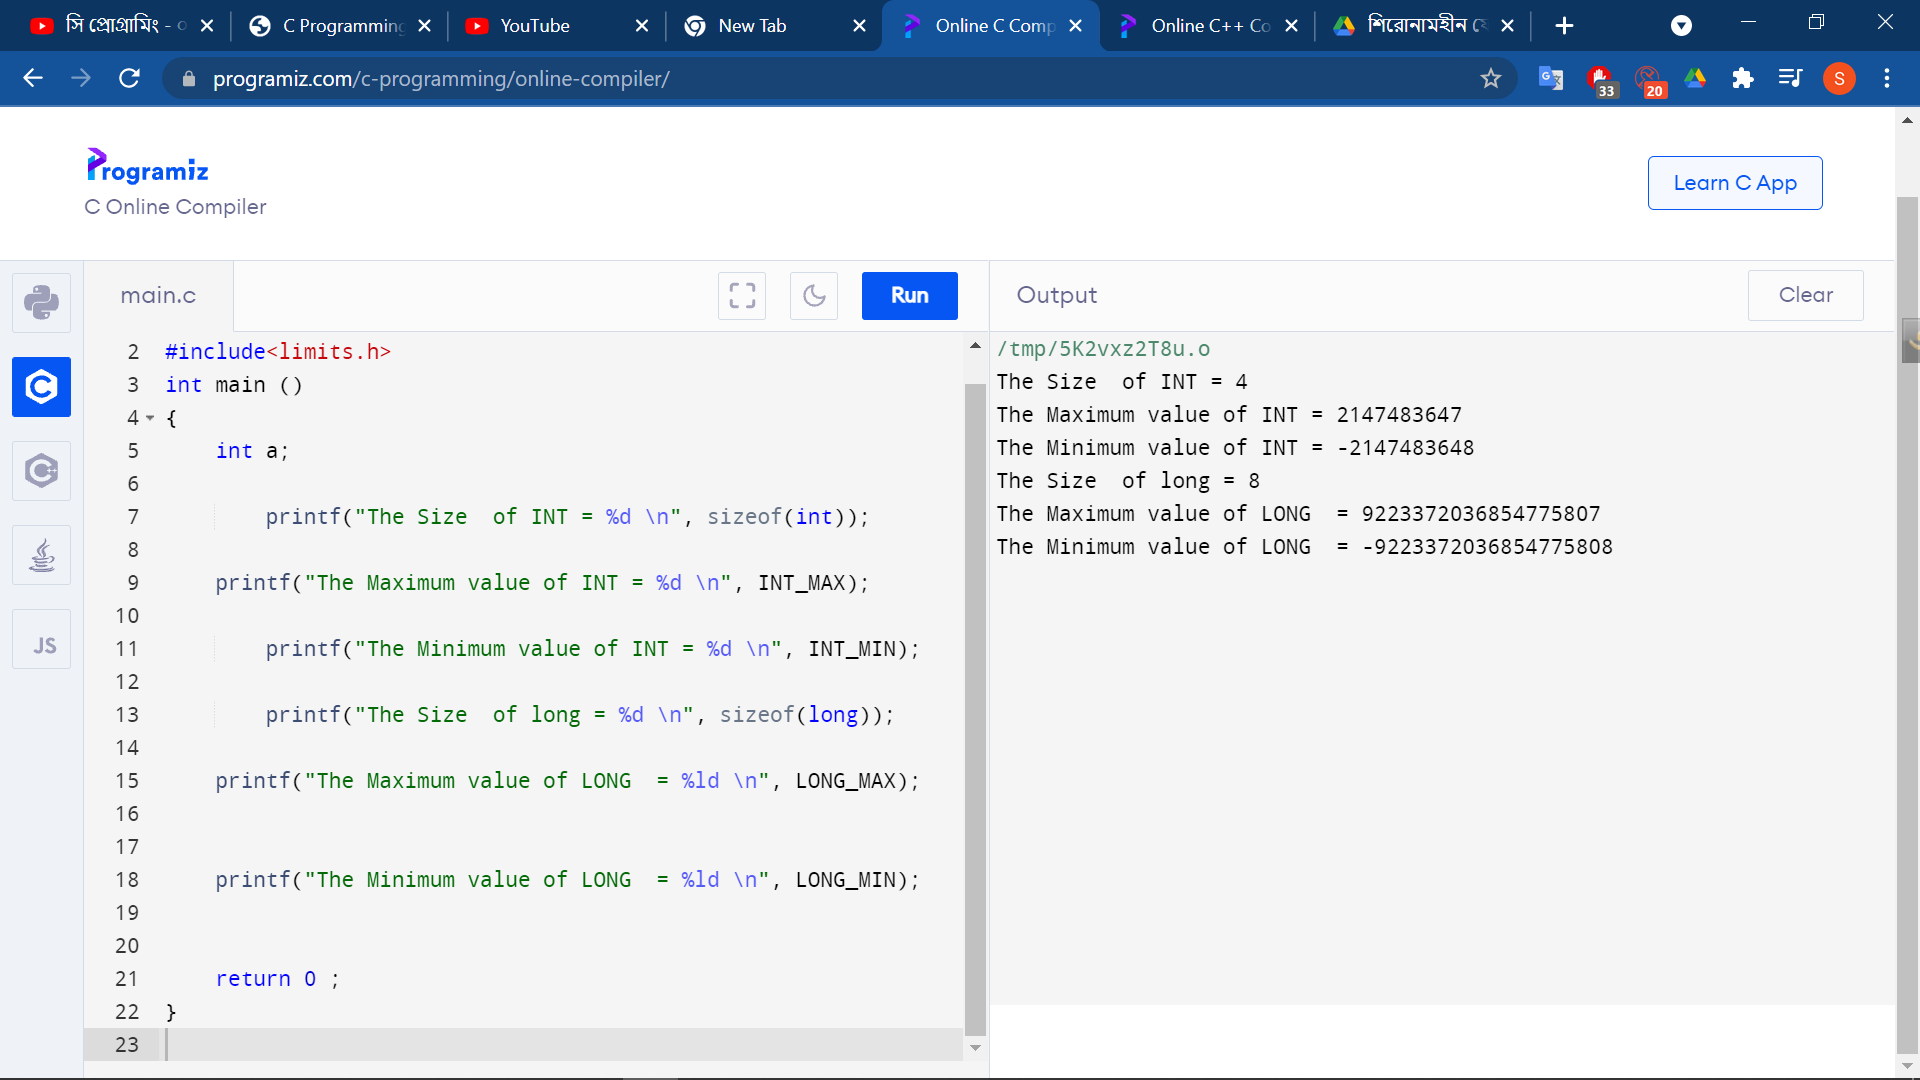 সি প্রোগ্রামিং -
C Programming
YouTube
New Tab
Online C Comp
Online C++ Co
শিরোনামহীন
programiz.com/c-programming/online-compiler/
33
20
S
Programiz
C Online Compiler
Learn C App
main.c
Run
Output
Clear
JS
2 #include<limits.h>
3 int main ()
4 {
5 int a;
6
7 printf("The Size  of INT = %d \n", sizeof(int));
8
9 printf("The Maximum value of INT = %d \n", INT_MAX);
10
11 printf("The Minimum value of INT = %d \n", INT_MIN);
12
13 printf("The Size  of long = %d \n", sizeof(long));
14
15 printf("The Maximum value of LONG  = %ld \n", LONG_MAX);
16
17
18 printf("The Minimum value of LONG  = %ld \n", LONG_MIN);
19
20
21 return 0 ;
22 }
23
/tmp/5K2vxz2T8u.o
The Size  of INT = 4
The Maximum value of INT = 2147483647
The Minimum value of INT = -2147483648
The Size  of long = 8
The Maximum value of LONG  = 9223372036854775807
The Minimum value of LONG  = -9223372036854775808